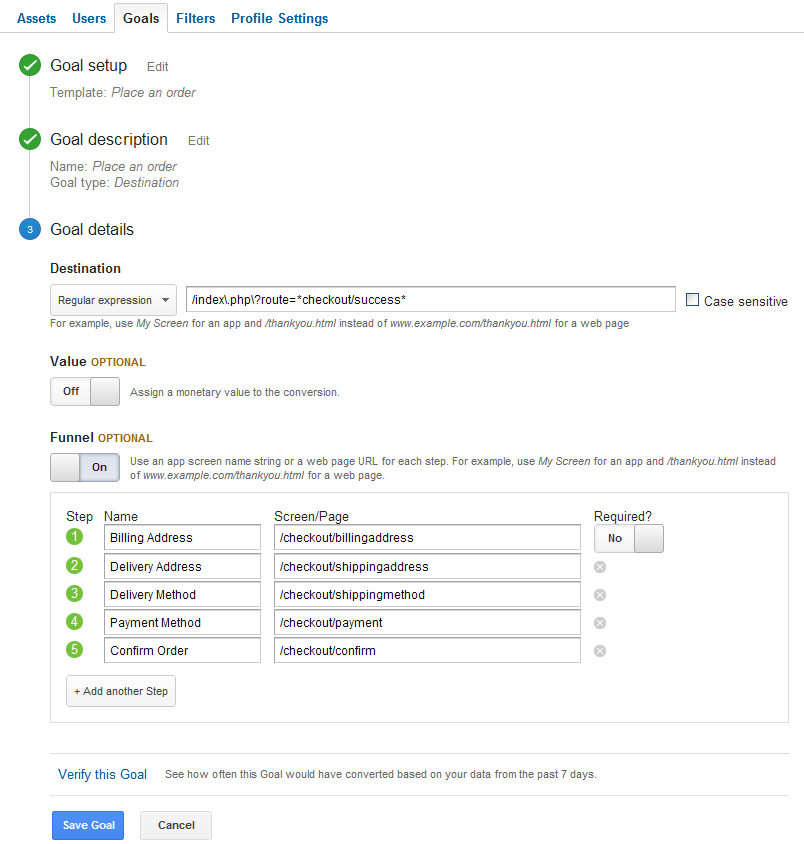 Assets Users Goals Filters Profile Settings
Goal setup Edit
Template: Place an order
Goal description Edit
Name: Place an order
Goal type: Destination
3 Goal details
Destination
Regular expression /index\.php\?route=*checkout/success* Case sensitive
For example, use My Screen for an app and /thankyou.html instead of www.example.com/thankyou.html for a web page
Value OPTIONAL
Off Assign a monetary value to the conversion.
Funnel OPTIONAL
On Use an app screen name string or a web page URL for each step. For example, use My Screen for an app and /thankyou.html instead
of www.example.com/thankyou.html for a web page.
Step Name Screen/Page Required?
1 Billing Address /checkout/billingaddress No
2 Delivery Address /checkout/shippingaddress
3 Delivery Method /checkout/shippingmethod
4 Payment Method /checkout/payment
5 Confirm Order /checkout/confirm
+ Add another Step
Verify this Goal See how often this Goal would have converted based on your data from the past 7 days.
Save Goal Cancel